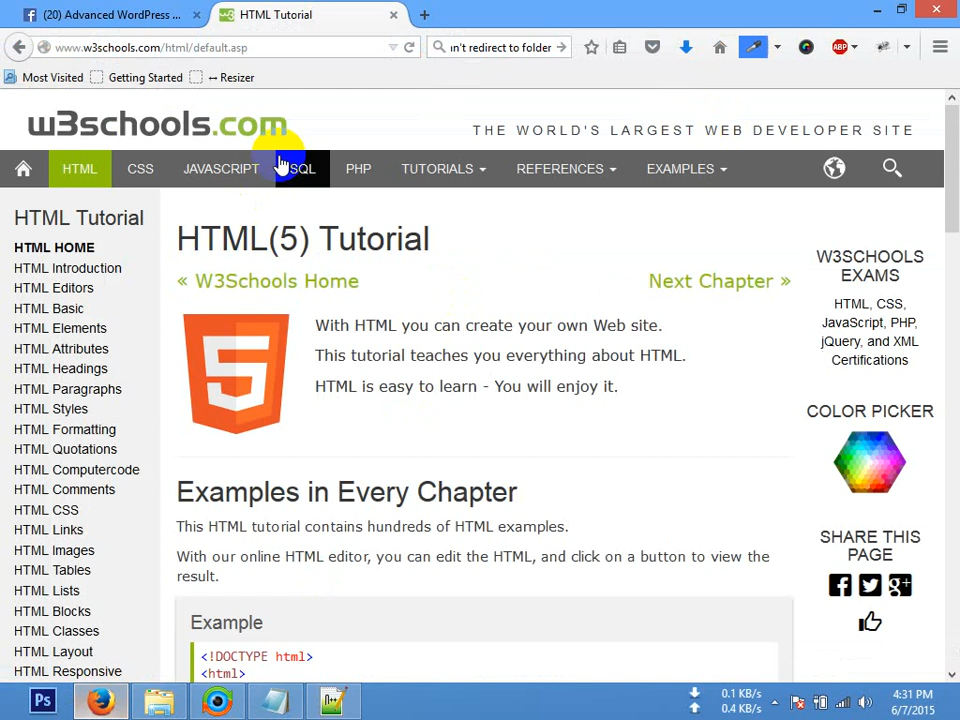 (20) Advanced WordPress ...
HTML Tutorial
www.w3schools.com/html/default.asp
ın't redirect to folder
ABP
Most Visited
Getting Started
↔ Resizer
w3schools.com
THE WORLD'S LARGEST WEB DEVELOPER SITE
HTML
CSS
JAVASCRIPT
SQL
PHP
TUTORIALS
REFERENCES
EXAMPLES
HTML Tutorial
HTML HOME
HTML Introduction
HTML Editors
HTML Basic
HTML Elements
HTML Attributes
HTML Headings
HTML Paragraphs
HTML Styles
HTML Formatting
HTML Quotations
HTML Computercode
HTML Comments
HTML CSS
HTML Links
HTML Images
HTML Tables
HTML Lists
HTML Blocks
HTML Classes
HTML Layout
HTML Responsive
HTML(5) Tutorial
« W3Schools Home
Next Chapter »
5
With HTML you can create your own Web site.
This tutorial teaches you everything about HTML.
HTML is easy to learn - You will enjoy it.
Examples in Every Chapter
This HTML tutorial contains hundreds of HTML examples.
With our online HTML editor, you can edit the HTML, and click on a button to view the
result.
Example
<!DOCTYPE html>
<html>
W3SCHOOLS
EXAMS
HTML, CSS,
JavaScript, PHP,
jQuery, and XML
Certifications
COLOR PICKER
SHARE THIS
PAGE
Ps
0.1 KB/s
0.4 KB/s
4:31 PM
6/7/2015